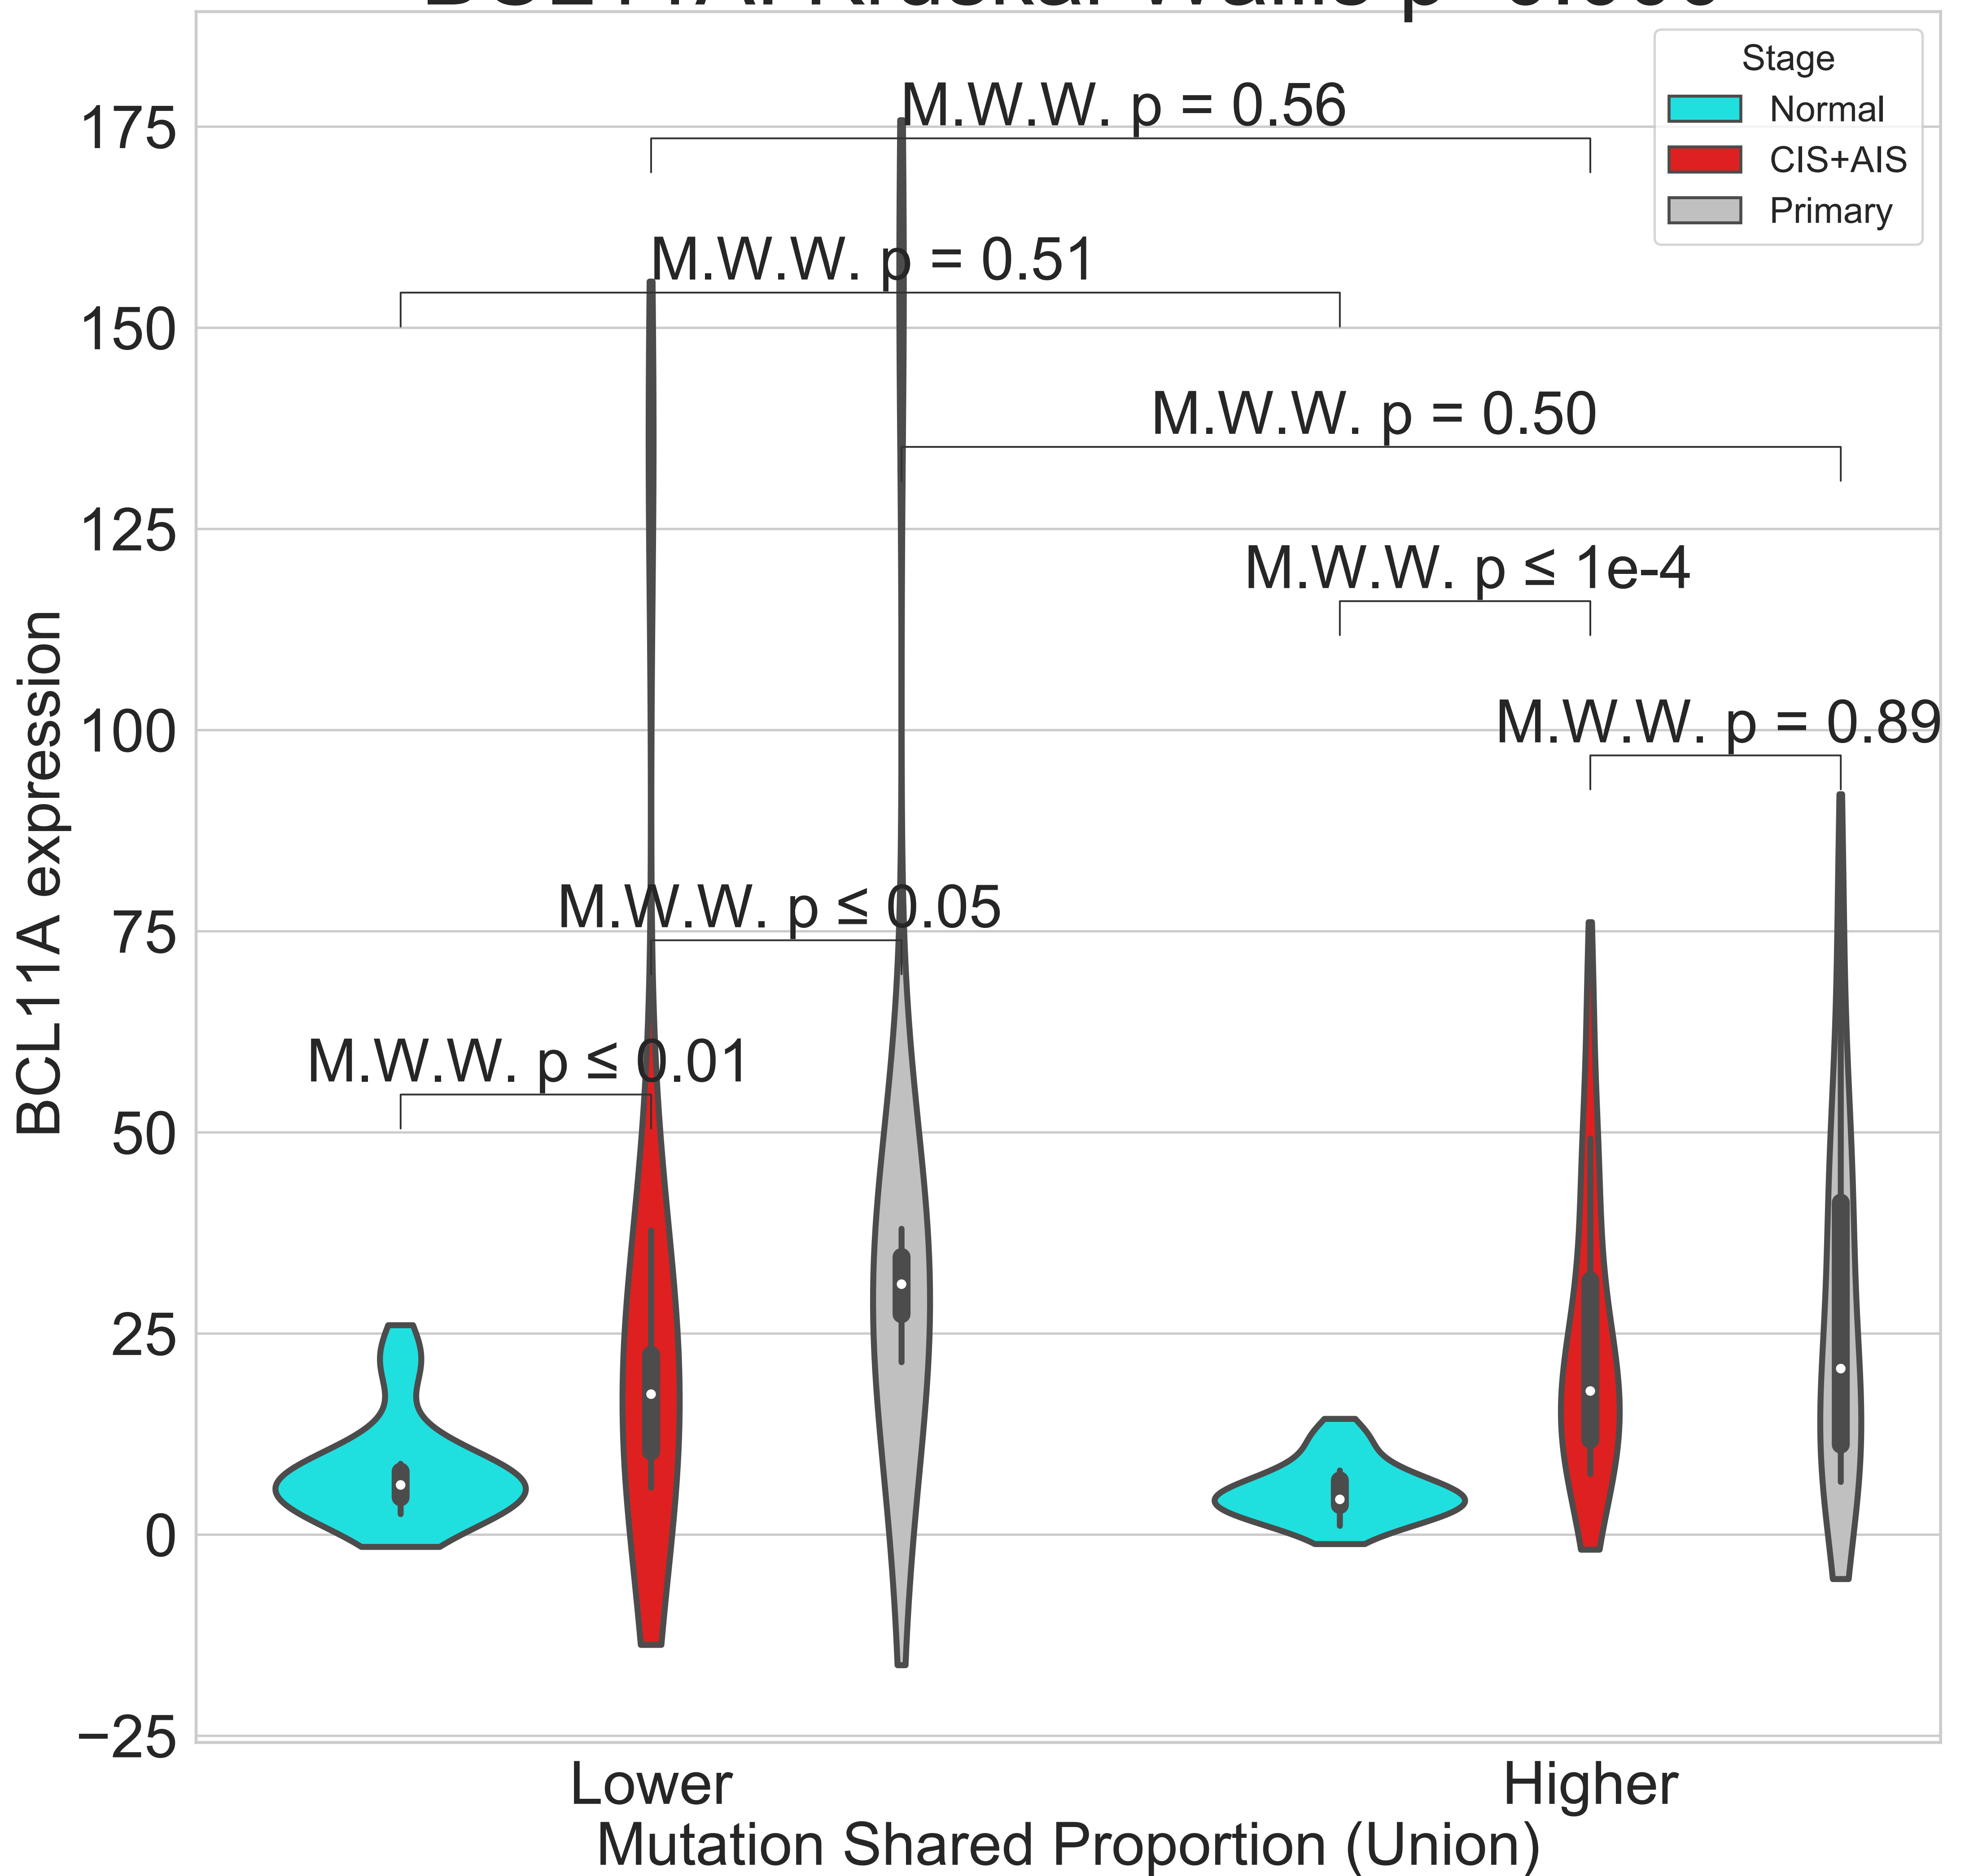 Stage
Normal
CIS+AIS
Primary
M.W.W. p = 0.56
M.W.W. p = 0.51
M.W.W. p = 0.50
M.W.W. p ≤ 1e-4
M.W.W. p = 0.89
M.W.W. p ≤ 0.05
M.W.W. p ≤ 0.01
175
150
125
100
75
50
25
0
−25
BCL11A expression
Lower
Higher
Mutation Shared Proportion (Union)